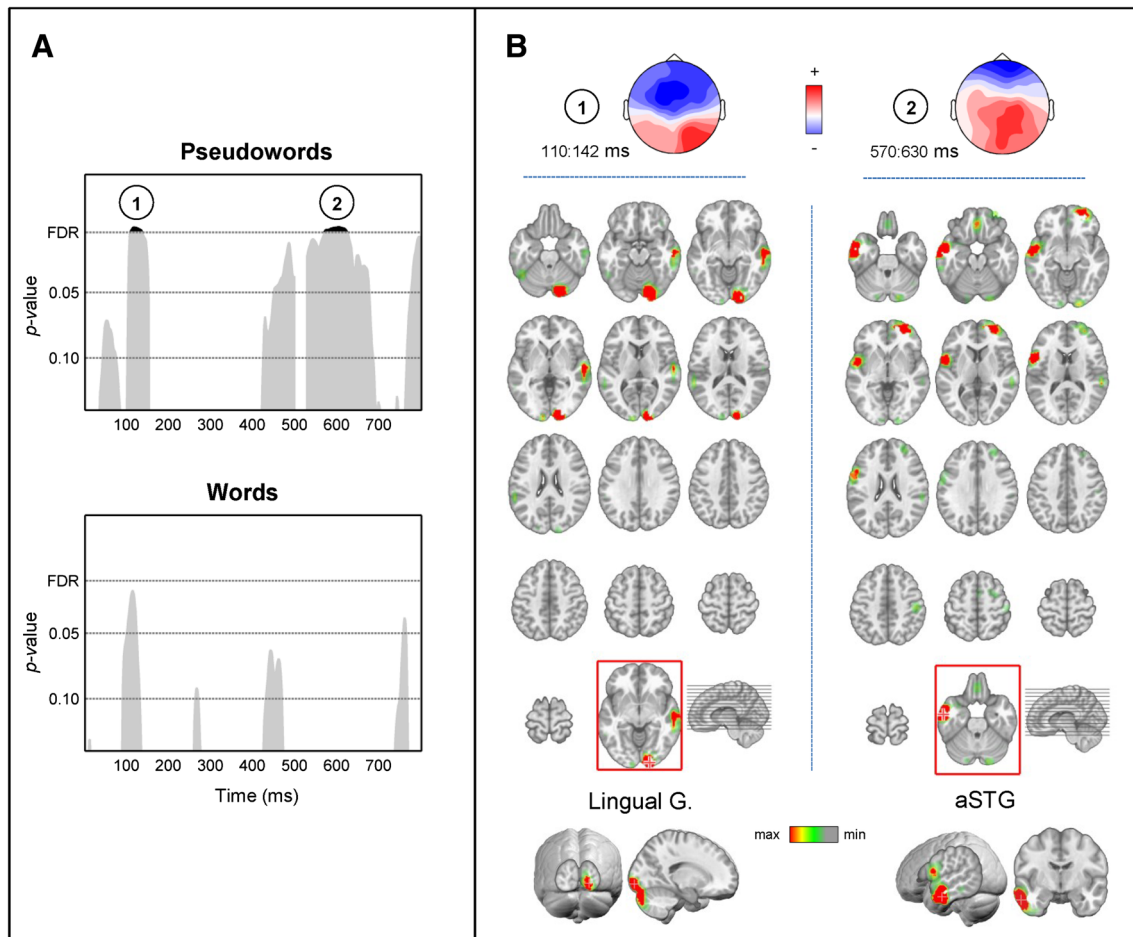 A
Pseudowords
1
2
FDR
0.05
0.10
p-value
100 200 300 400 500 600 700
Words
FDR
0.05
0.10
p-value
100 200 300 400 500 600 700
Time (ms)
B
1
110:142 ms
+
-
2
570:630 ms
Lingual G.
aSTG
max
min